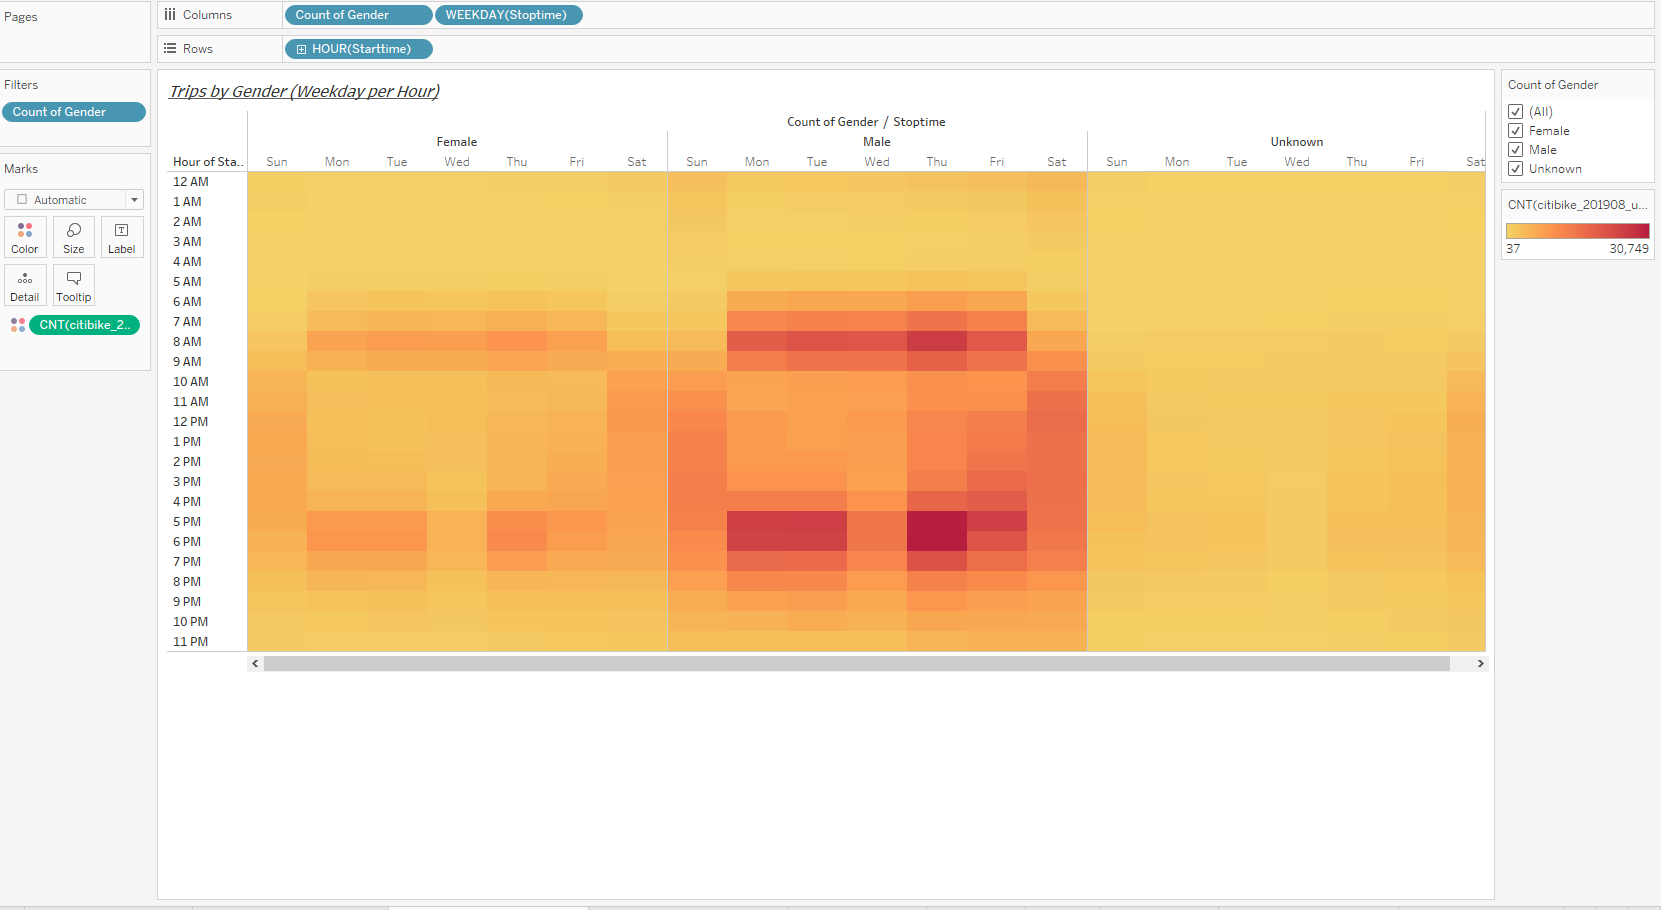 Pages
Columns
Count of Gender
WEEKDAY(Stoptime)
Rows
HOUR(Starttime)
Filters
Count of Gender
Marks
Automatic
Color
Size
Label
Detail
Tooltip
CNT(citibike_2..
Trips by Gender (Weekday per Hour)
Count of Gender / Stoptime
Female Male Unknown
Hour of Sta.. Sun Mon Tue Wed Thu Fri Sat Sun Mon Tue Wed Thu Fri Sat Sun Mon Tue Wed Thu Fri Sat
12 AM
1 AM
2 AM
3 AM
4 AM
5 AM
6 AM
7 AM
8 AM
9 AM
10 AM
11 AM
12 PM
1 PM
2 PM
3 PM
4 PM
5 PM
6 PM
7 PM
8 PM
9 PM
10 PM
11 PM
Count of Gender
(All)
Female
Male
Unknown
CNT(citibike_201908_u...
37 30,749